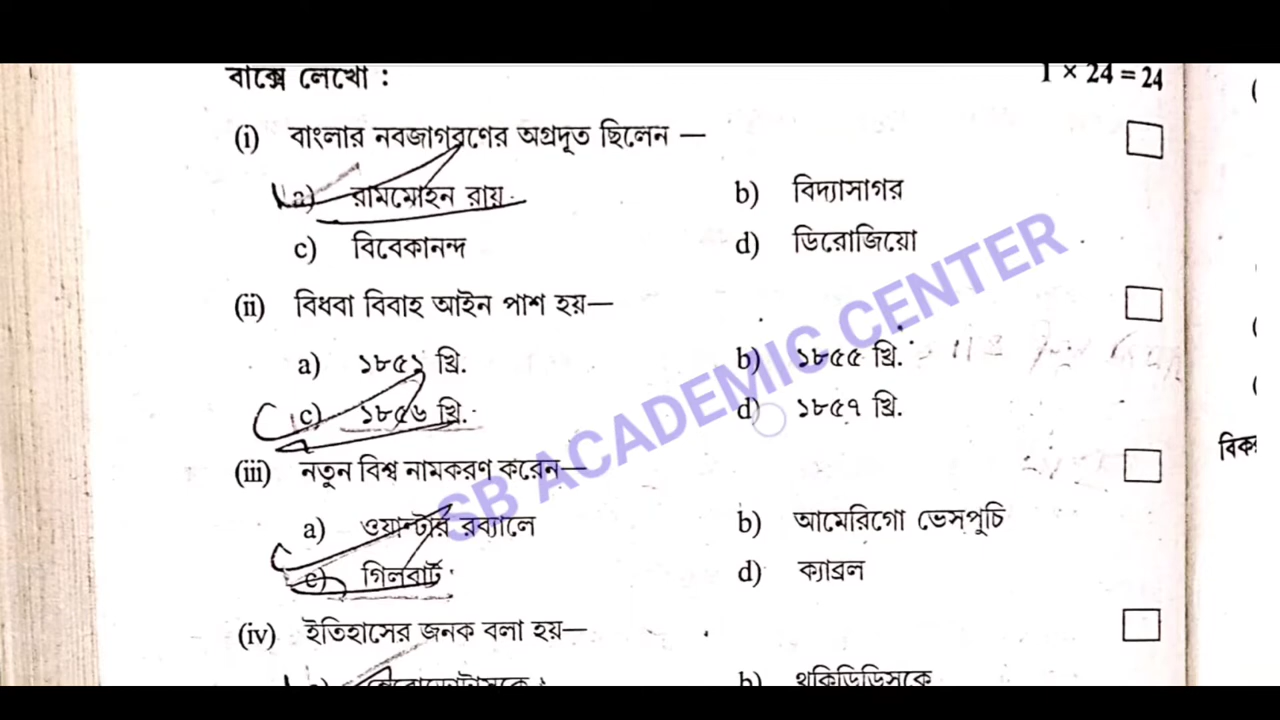 বাক্সে লেখো :
1 × 24 = 24
(i) বাংলার নবজাগরণের অগ্রদূত ছিলেন —
a) রামমোহন রায়
b) বিদ্যাসাগর
c) বিবেকানন্দ
d) ডিরোজিয়ো
(ii) বিধবা বিবাহ আইন পাশ হয়—
a) ১৮৫১ খ্রি.
b) ১৮৫৫ খ্রি.
c) ১৮৫৬ খ্রি.
d) ১৮৫৭ খ্রি.
(iii) নতুন বিশ্ব নামকরণ করেন—
a) ওয়াল্টার রব্যালে
b) আমেরিগো ভেসপুচি
c) গিলবার্ট
d) ক্যাব্রল
(iv) ইতিহাসের জনক বলা হয়—
a) হেরোডোটাসকে
b) থুকিডিডিসকে
SB ACADEMIC CENTER